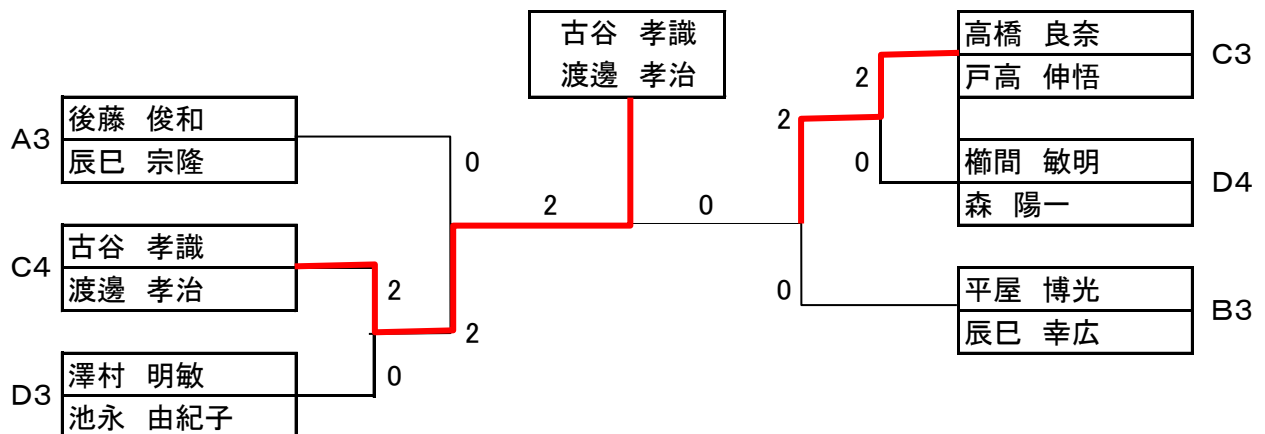 古谷 孝識
渡邊 孝治
A3
後藤 俊和
辰巳 宗隆
0
C4
古谷 孝識
渡邊 孝治
2
2
D3
澤村 明敏
池永 由紀子
0
2
0
高橋 良奈
戸高 伸悟
C3
2
2
0
櫛間 敏明
森 陽一
D4
0
平屋 博光
辰巳 幸広
B3